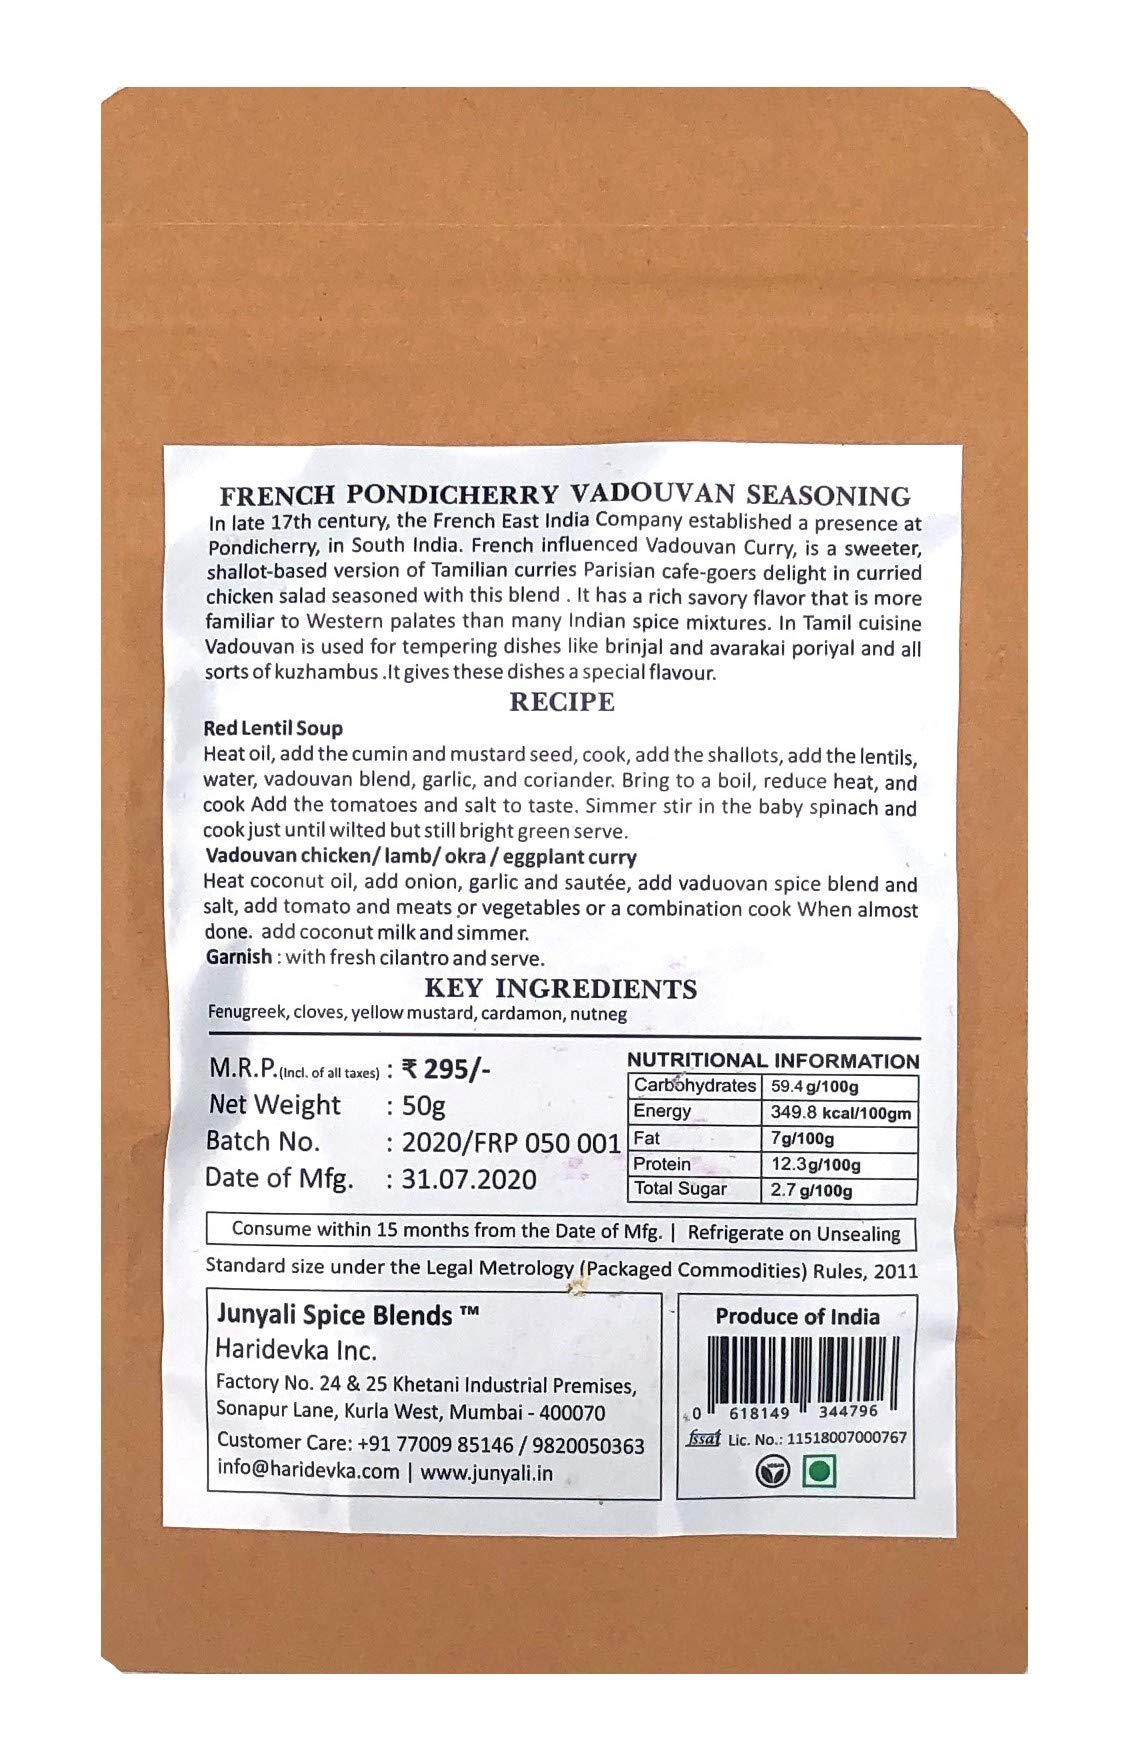 FRENCH PONDICHERRY VADOUVAN SEASONING
In late 17th century, the French East India Company established a presence at
Pondicherry, in South India. French influenced Vadouvan Curry, is a sweeter,
shallot-based version of Tamilian curries Parisian cafe-goers delight in curried
chicken salad seasoned with this blend . It has a rich savory flavor that is more
familiar to Western palates than many Indian spice mixtures. In Tamil cuisine
Vadouvan is used for tempering dishes like brinjal and avarakai poriyal and all
sorts of kuzhambus .It gives these dishes a special flavour.
RECIPE
Red Lentil Soup
Heat oil, add the cumin and mustard seed, cook, add the shallots, add the lentils,
water, vadouvan blend, garlic, and coriander. Bring to a boil, reduce heat, and
cook Add the tomatoes and salt to taste. Simmer stir in the baby spinach and
cook just until wilted but still bright green serve.
Vadouvan chicken/ lamb/ okra / eggplant curry
Heat coconut oil, add onion, garlic and sautée, add vaduovan spice blend and
salt, add tomato and meats or vegetables or a combination cook When almost
done. add coconut milk and simmer.
Garnish : with fresh cilantro and serve.
KEY INGREDIENTS
Fenugreek, cloves, yellow mustard, cardamon, nutneg
M.R.P.(Incl. of all taxes) : ₹ 295/-
Net Weight : 50g
Batch No. : 2020/FRP 050 001
Date of Mfg. : 31.07.2020
NUTRITIONAL INFORMATION
Carbohydrates 59.4 g/100g
Energy 349.8 kcal/100gm
Fat 7g/100g
Protein 12.3g/100g
Total Sugar 2.7 g/100g
Consume within 15 months from the Date of Mfg. | Refrigerate on Unsealing
Standard size under the Legal Metrology (Packaged Commodities) Rules, 2011
Junyali Spice Blends ™
Haridevka Inc.
Factory No. 24 & 25 Khetani Industrial Premises,
Sonapur Lane, Kurla West, Mumbai - 400070
Customer Care: +91 77009 85146 / 9820050363
info@haridevka.com | www.junyali.in
Produce of India
0 618149 344796
fssai Lic. No.: 11518007000767
VEGAN